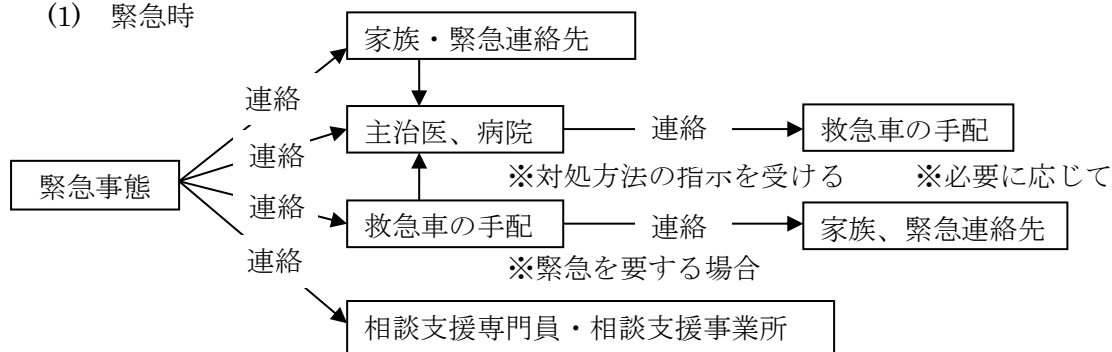 (1) 緊急時
家族・緊急連絡先
連絡
主治医、病院
連絡
救急車の手配
連絡
※対処方法の指示を受ける ※必要に応じて
緊急事態
連絡
救急車の手配
連絡
家族、緊急連絡先
連絡
※緊急を要する場合
相談支援専門員・相談支援事業所